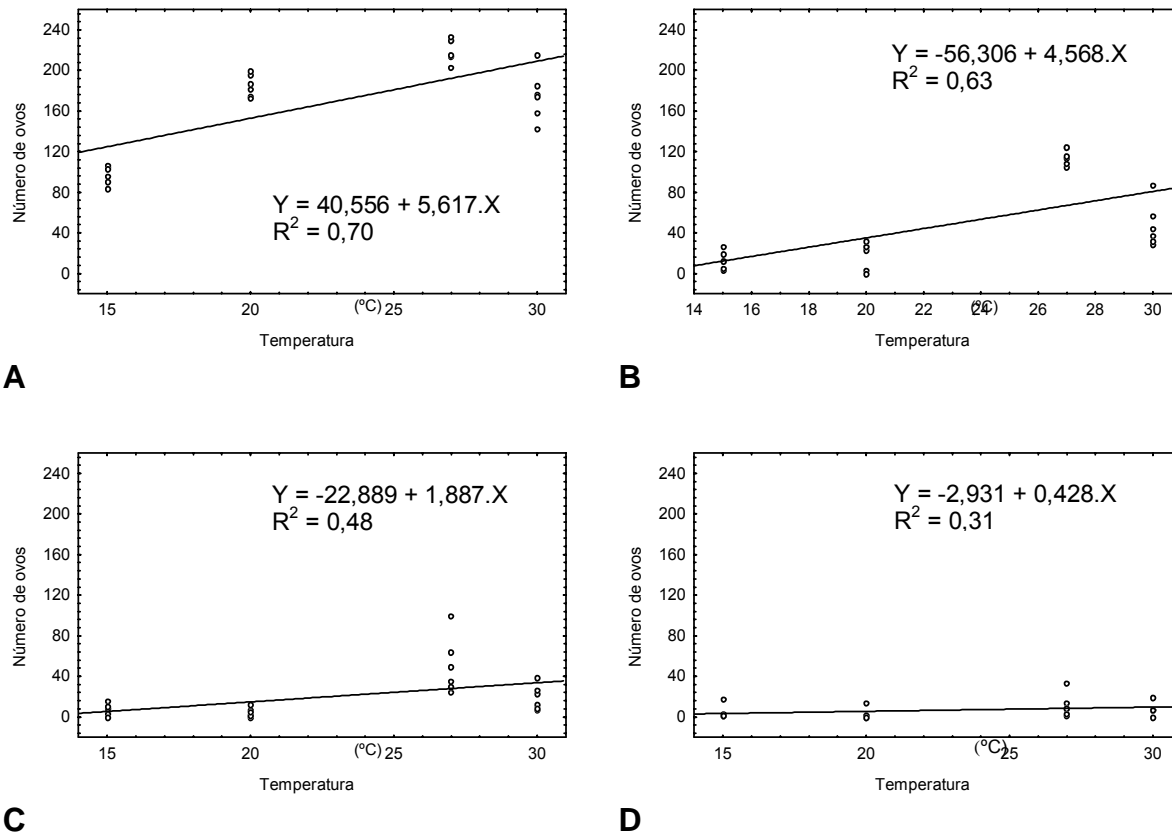 240
200
160
120
80
40
0
Número de ovos
Y = 40,556 + 5,617.X
R² = 0,70
15 20 25 30
(ºC)
Temperatura
A
240
200
160
120
80
40
0
Número de ovos
Y = -56,306 + 4,568.X
R² = 0,63
14 16 18 20 22 24 26 28 30
(ºC)
Temperatura
B
240
200
160
120
80
40
0
Número de ovos
Y = -22,889 + 1,887.X
R² = 0,48
15 20 25 30
(ºC)
Temperatura
C
240
200
160
120
80
40
0
Número de ovos
Y = -2,931 + 0,428.X
R² = 0,31
15 20 25 30
(ºC)
Temperatura
D